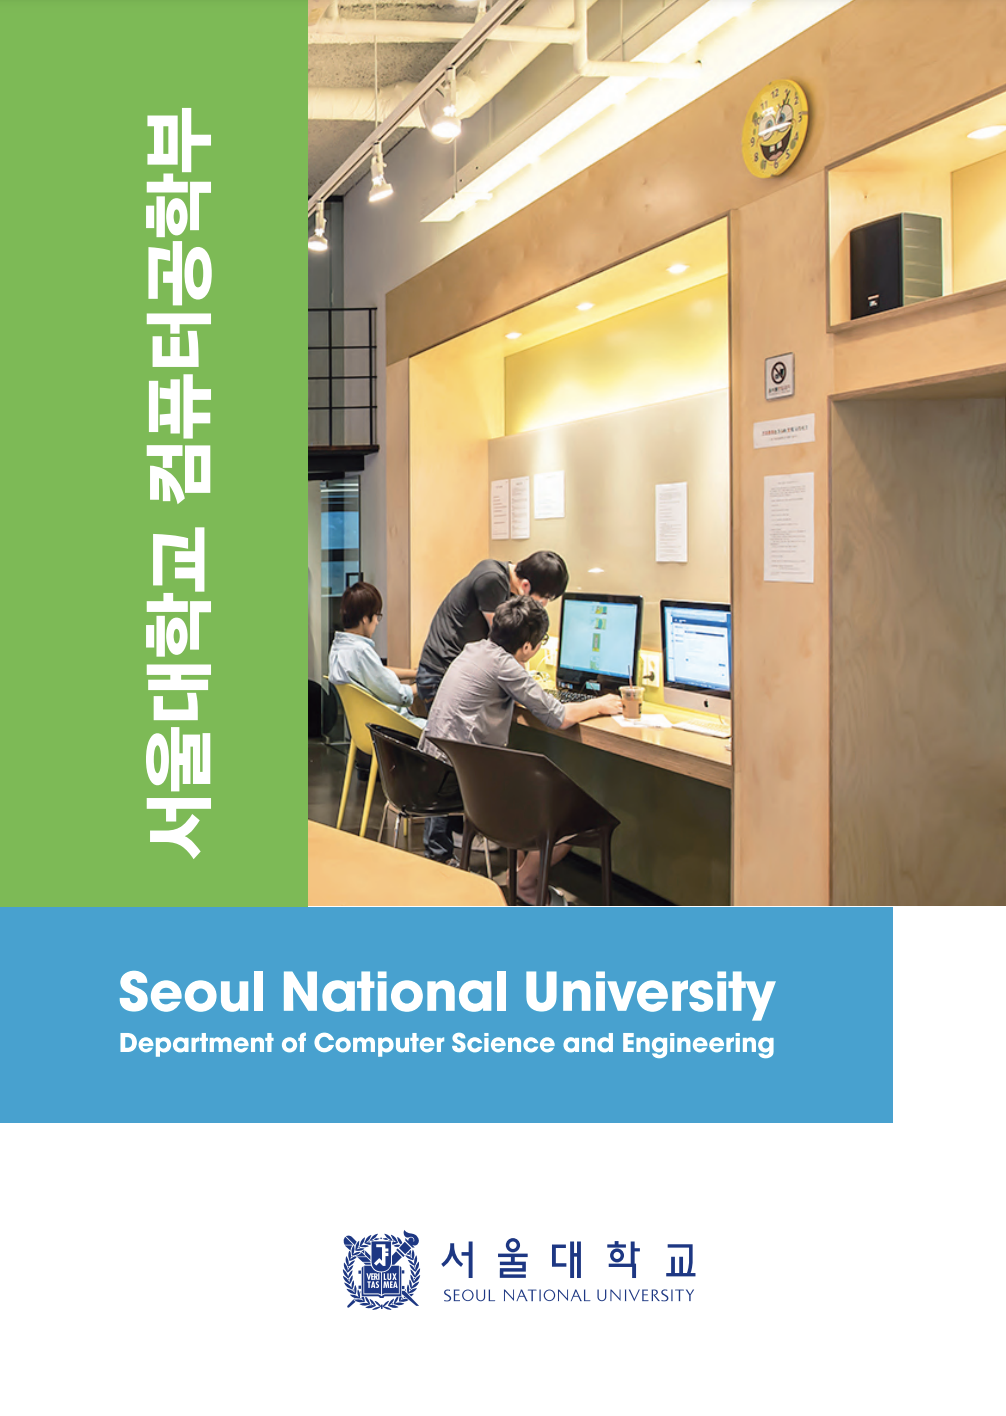 서울대학교 컴퓨터공학부
Seoul National University
Department of Computer Science and Engineering
VERI LUX
TAS MEA
서울대학교
SEOUL NATIONAL UNIVERSITY